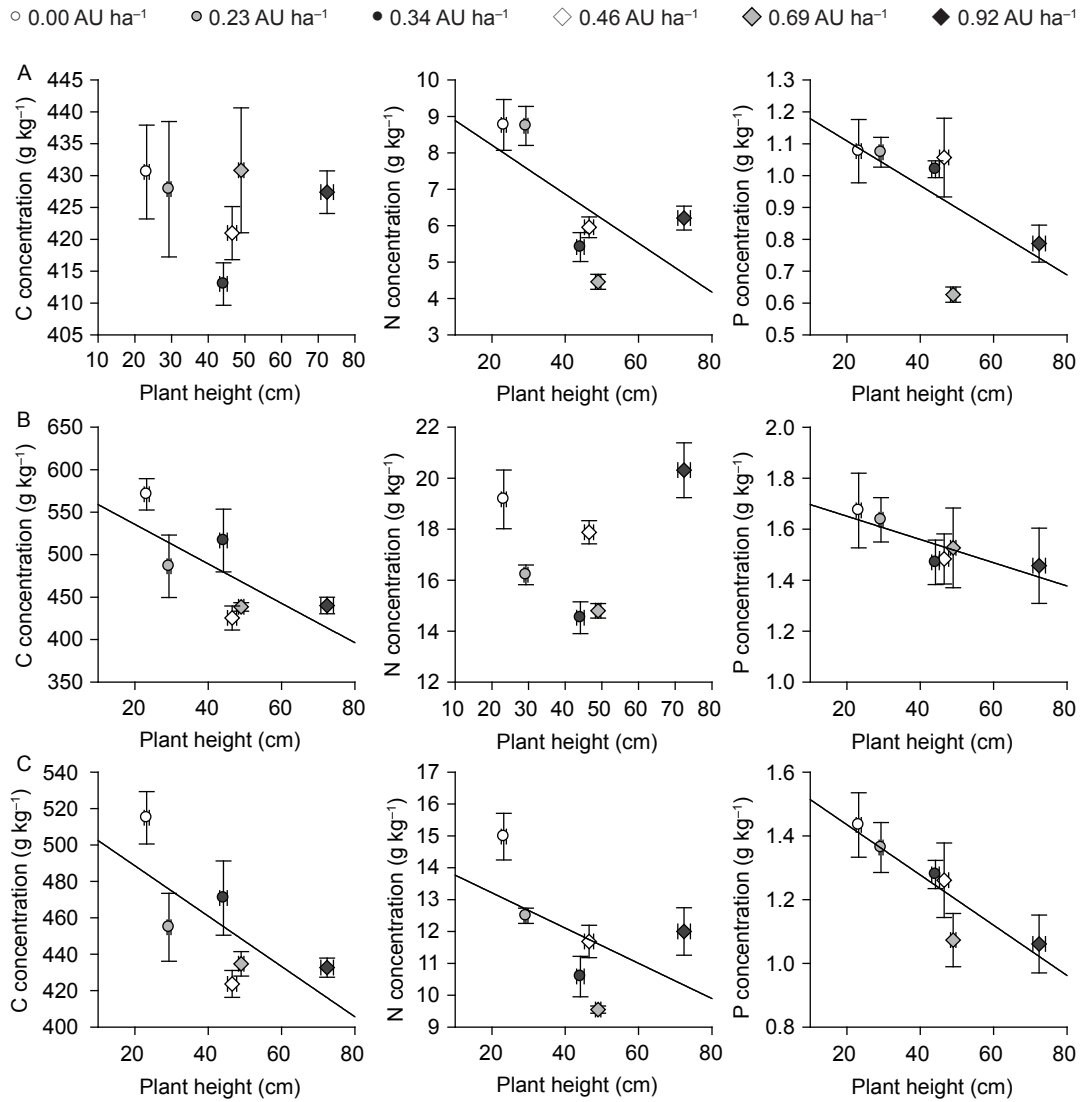 0.00 AU ha⁻¹ 0.23 AU ha⁻¹ 0.34 AU ha⁻¹ 0.46 AU ha⁻¹ 0.69 AU ha⁻¹ 0.92 AU ha⁻¹
A
C concentration (g kg⁻¹)
445
440
435
430
425
420
415
410
405
10 20 30 40 50 60 70 80
Plant height (cm)
N concentration (g kg⁻¹)
10
9
8
7
6
5
4
3
20 40 60 80
Plant height (cm)
P concentration (g kg⁻¹)
1.3
1.2
1.1
1.0
0.9
0.8
0.7
0.6
0.5
20 40 60 80
Plant height (cm)
B
C concentration (g kg⁻¹)
650
600
550
500
450
400
350
20 40 60 80
Plant height (cm)
N concentration (g kg⁻¹)
22
20
18
16
14
12
10 20 30 40 50 60 70 80
Plant height (cm)
P concentration (g kg⁻¹)
2.0
1.8
1.6
1.4
1.2
1.0
20 40 60 80
Plant height (cm)
C
C concentration (g kg⁻¹)
540
520
500
480
460
440
420
400
20 40 60 80
Plant height (cm)
N concentration (g kg⁻¹)
17
16
15
14
13
12
11
10
9
20 40 60 80
Plant height (cm)
P concentration (g kg⁻¹)
1.6
1.4
1.2
1.0
0.8
20 40 60 80
Plant height (cm)